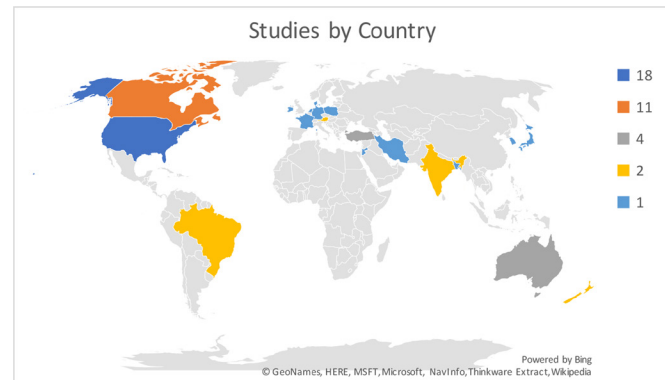 Studies by Country
18
11
4
2
1
Powered by Bing
© GeoNames, HERE, MSFT, Microsoft, NavInfo, Thinkware Extract, Wikipedia